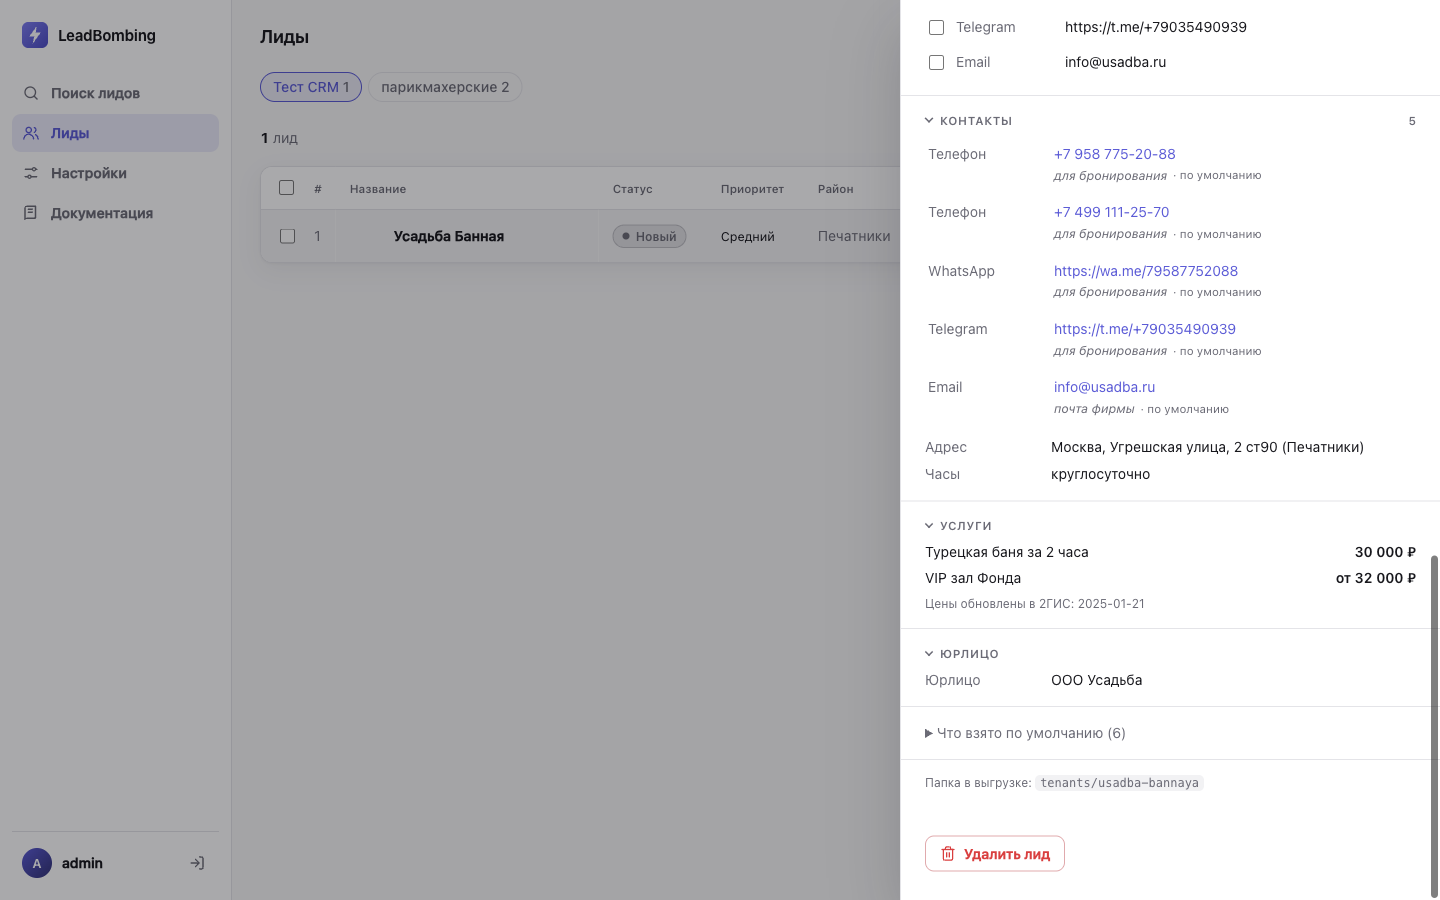 LeadBombing
Поиск лидов
Лиды
Настройки
Документация
A admin
Лиды
Тест CRM 1
парикмахерские 2
1 лид
# Название Статус Приоритет Район
1 Усадьба Банная Новый Средний Печатники
Telegram https://t.me/+79035490939
Email info@usadba.ru
КОНТАКТЫ 5
Телефон +7 958 775-20-88
для бронирования · по умолчанию
Телефон +7 499 111-25-70
для бронирования · по умолчанию
WhatsApp https://wa.me/79587752088
для бронирования · по умолчанию
Telegram https://t.me/+79035490939
для бронирования · по умолчанию
Email info@usadba.ru
почта фирмы · по умолчанию
Адрес Москва, Угрешская улица, 2 ст90 (Печатники)
Часы круглосуточно
УСЛУГИ
Турецкая баня за 2 часа 30 000 ₽
VIP зал Фонда от 32 000 ₽
Цены обновлены в 2ГИС: 2025-01-21
ЮРЛИЦО
Юрлицо ООО Усадьба
Что взято по умолчанию (6)
Папка в выгрузке: tenants/usadba-bannaya
Удалить лид